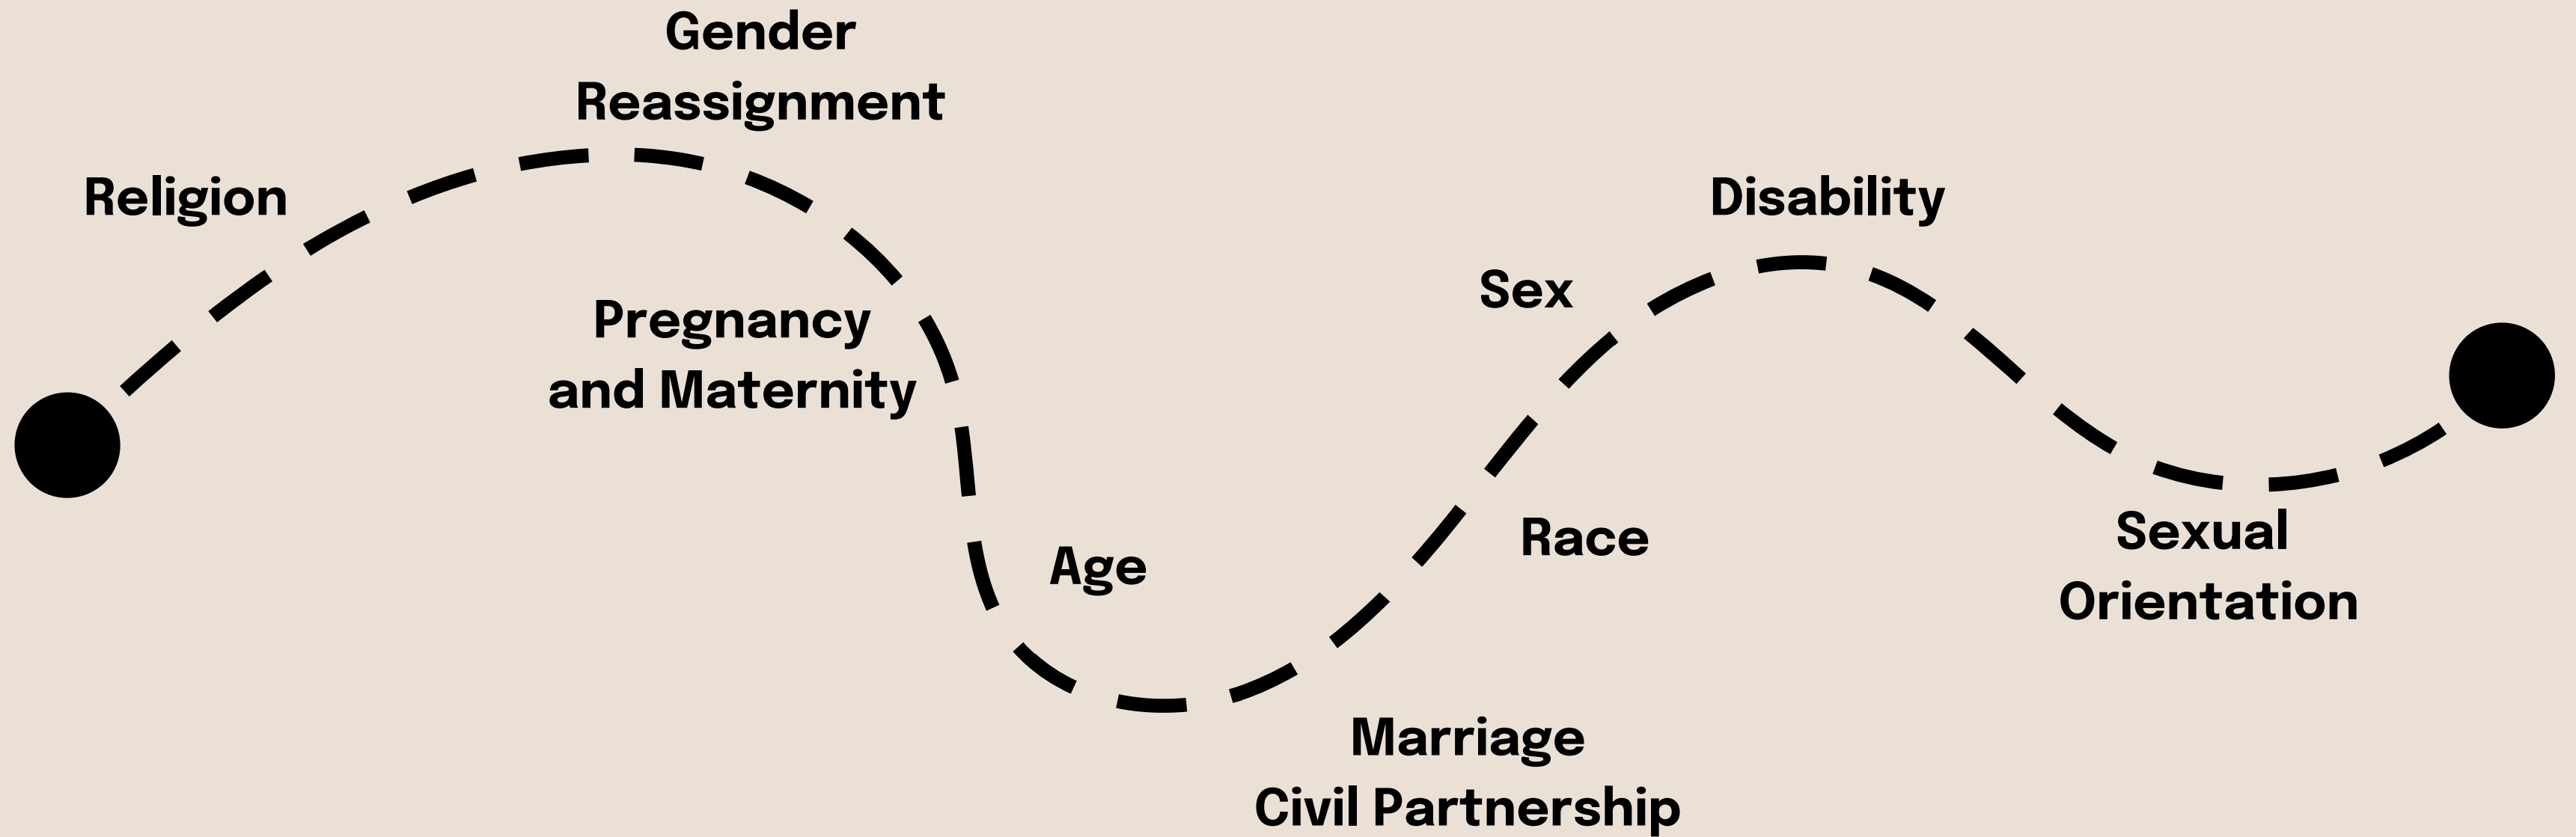 Religion
Gender
Reassignment
Pregnancy
and Maternity
Age
Marriage
Civil Partnership
Race
Sex
Disability
Sexual
Orientation